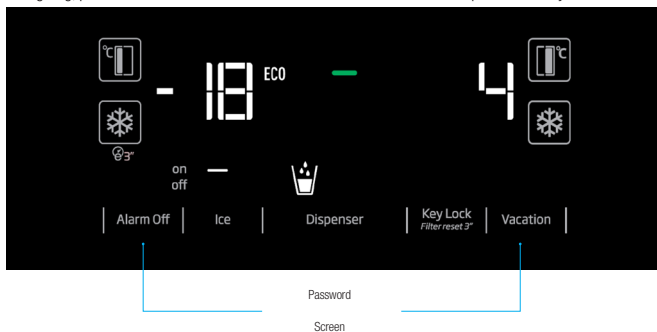 °C
°C
- 18 ECO 4
3"
on
off
Alarm Off Ice Dispenser Key Lock Vacation
Filter reset 3"
Password
Screen